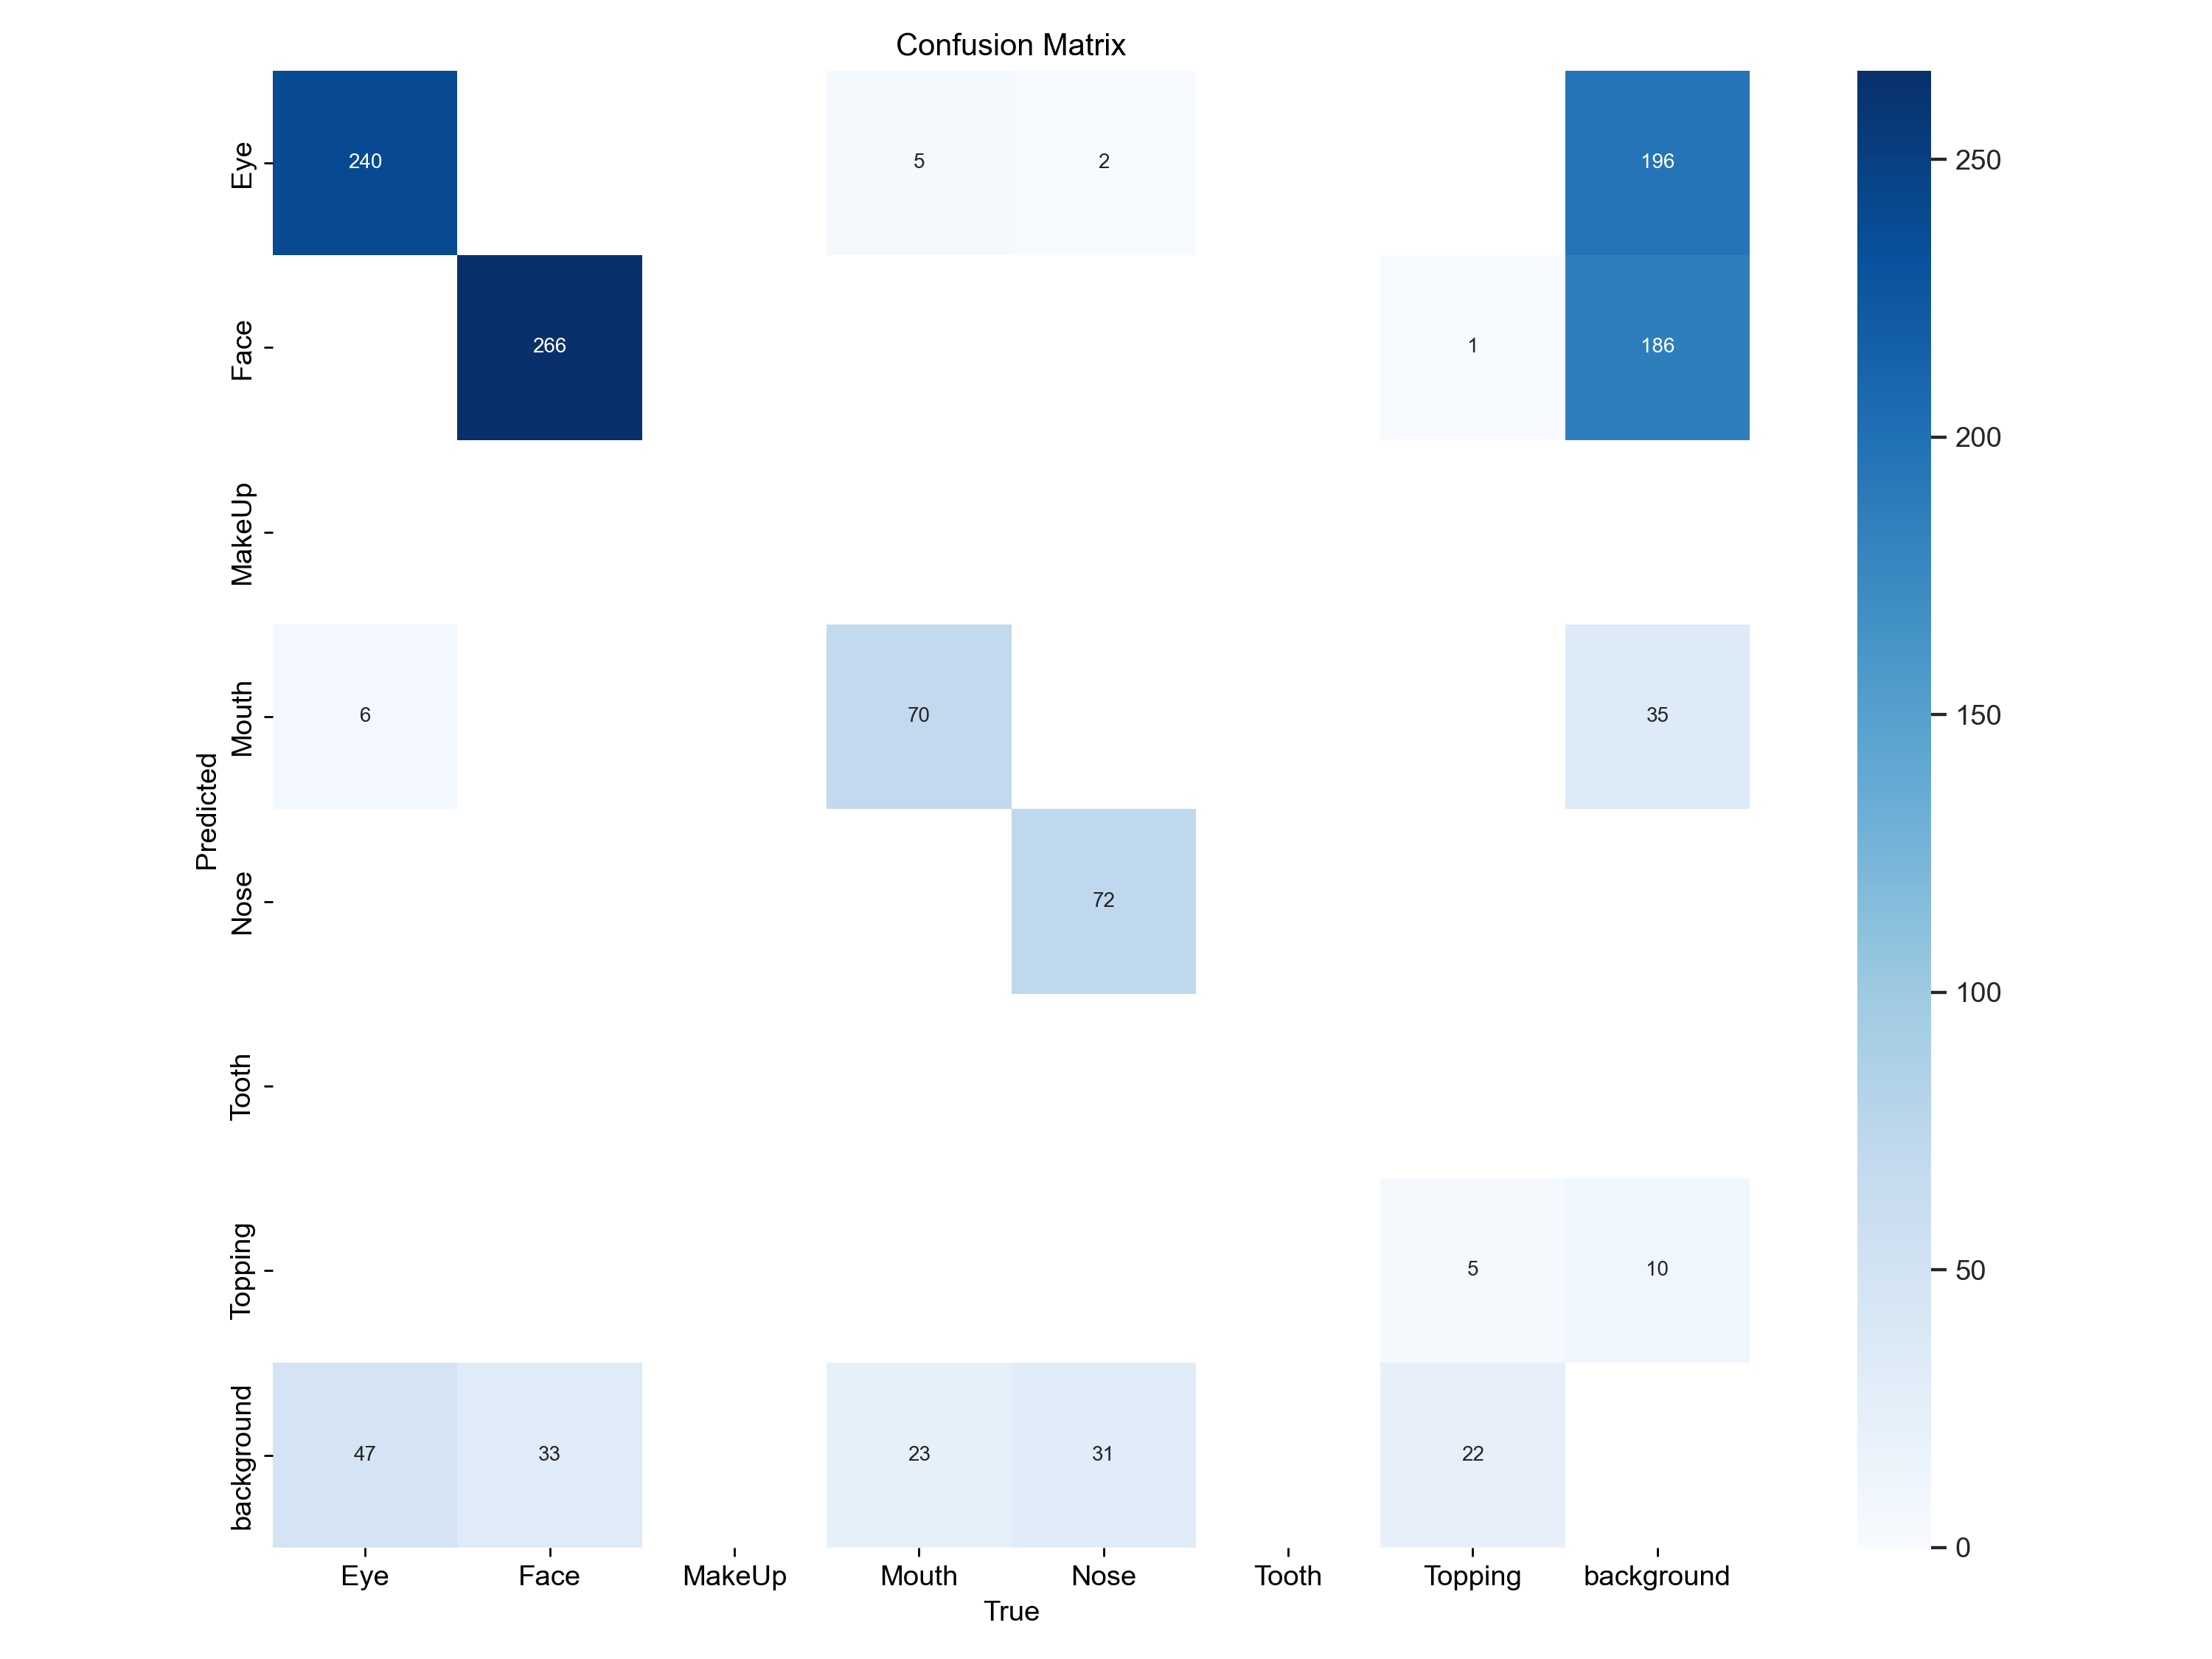 Confusion Matrix
Eye
240
5
2
196
Face
266
1
186
MakeUp
Mouth
6
70
35
Nose
72
Tooth
Topping
5
10
background
47
33
23
31
22
Predicted
Eye
Face
MakeUp
Mouth
Nose
Tooth
Topping
background
True
250
200
150
100
50
0